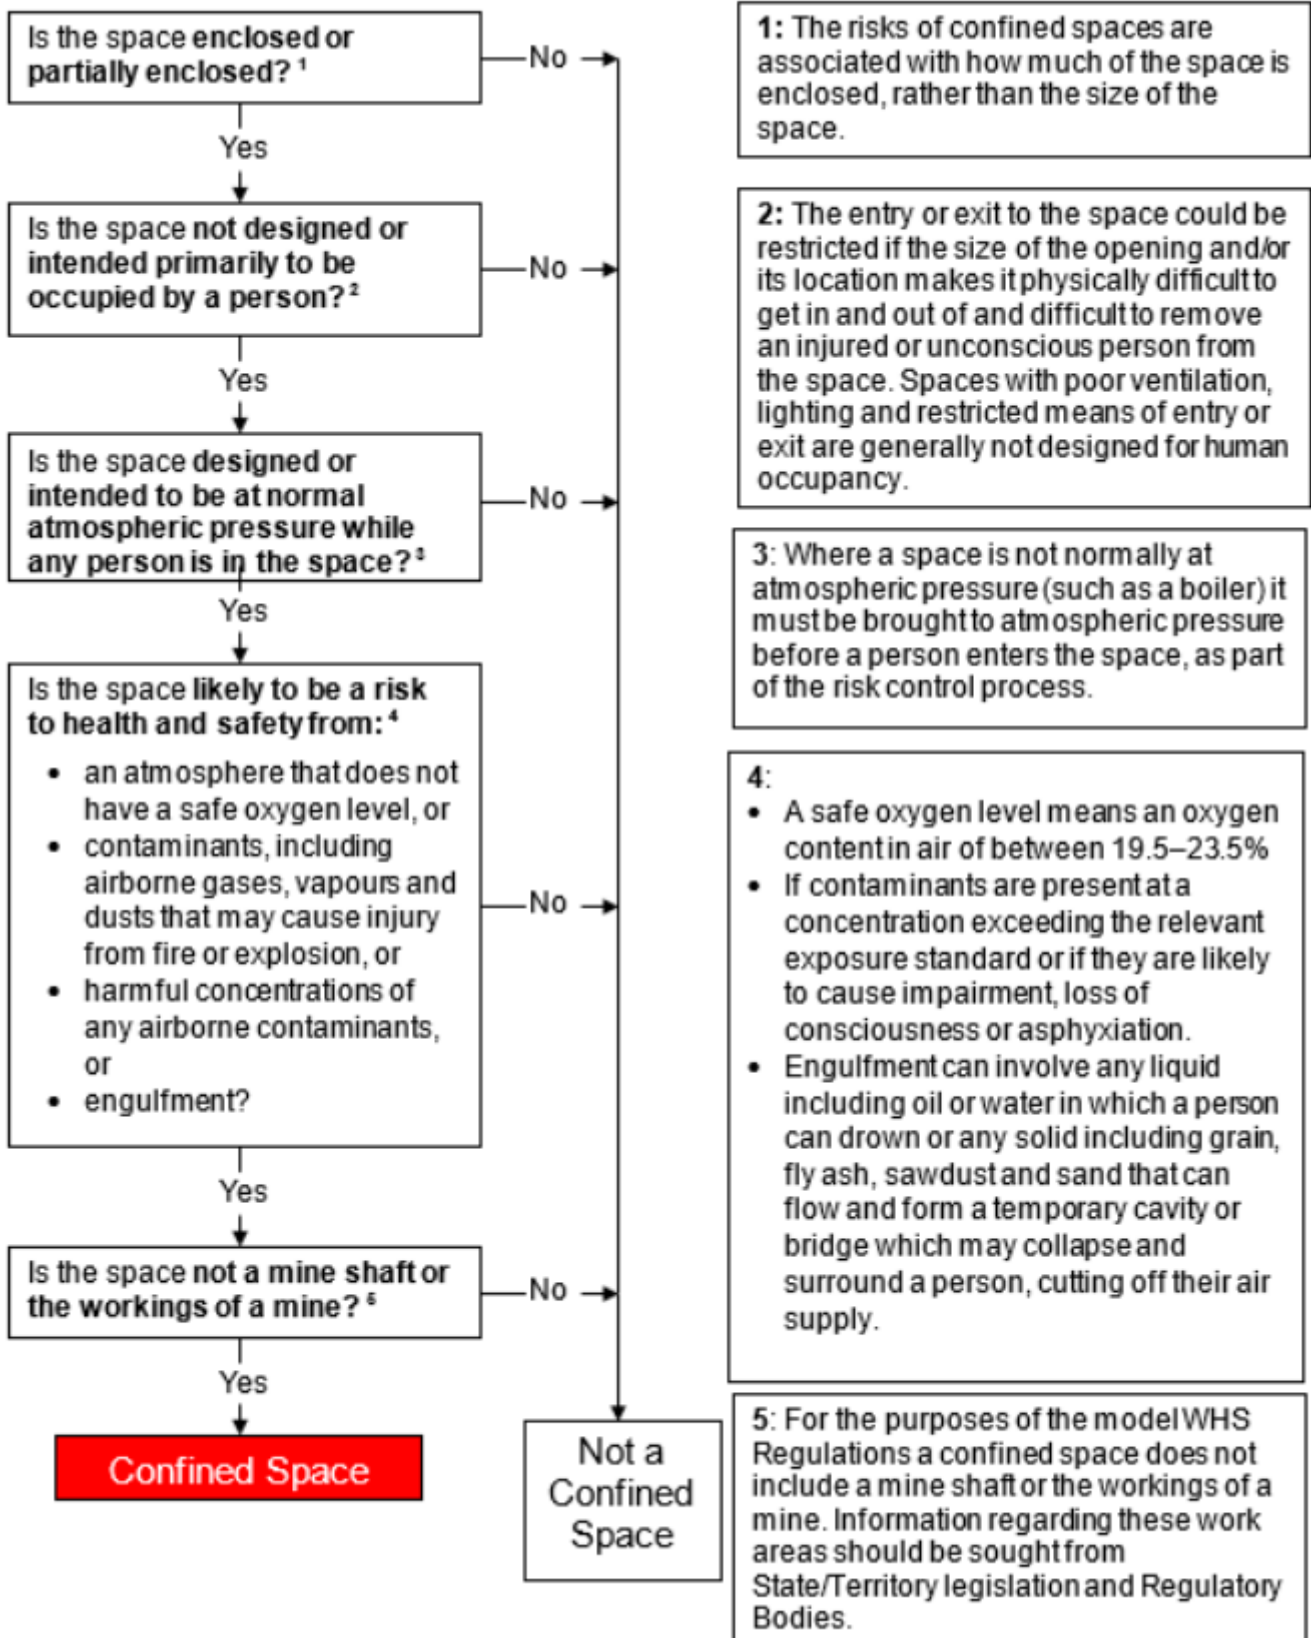 Is the space enclosed or
partially enclosed? 1
No
Yes
Is the space not designed or
intended primarily to be
occupied by a person? 2
No
Yes
Is the space designed or
intended to be at normal
atmospheric pressure while
any person is in the space? 3
No
Yes
Is the space likely to be a risk
to health and safety from: 4
• an atmosphere that does not
have a safe oxygen level, or
• contaminants, including
airborne gases, vapours and
dusts that may cause injury
from fire or explosion, or
• harmful concentrations of
any airborne contaminants,
or
• engulfment?
No
Yes
Is the space not a mine shaft or
the workings of a mine? 5
No
Yes
Confined Space
Not a
Confined
Space
1: The risks of confined spaces are
associated with how much of the space is
enclosed, rather than the size of the
space.
2: The entry or exit to the space could be
restricted if the size of the opening and/or
its location makes it physically difficult to
get in and out of and difficult to remove
an injured or unconscious person from
the space. Spaces with poor ventilation,
lighting and restricted means of entry or
exit are generally not designed for human
occupancy.
3: Where a space is not normally at
atmospheric pressure (such as a boiler) it
must be brought to atmospheric pressure
before a person enters the space, as part
of the risk control process.
4:
• A safe oxygen level means an oxygen
content in air of between 19.5–23.5%
• If contaminants are present at a
concentration exceeding the relevant
exposure standard or if they are likely
to cause impairment, loss of
consciousness or asphyxiation.
• Engulfment can involve any liquid
including oil or water in which a person
can drown or any solid including grain,
fly ash, sawdust and sand that can
flow and form a temporary cavity or
bridge which may collapse and
surround a person, cutting off their air
supply.
5: For the purposes of the model WHS
Regulations a confined space does not
include a mine shaft or the workings of a
mine. Information regarding these work
areas should be sought from
State/Territory legislation and Regulatory
Bodies.